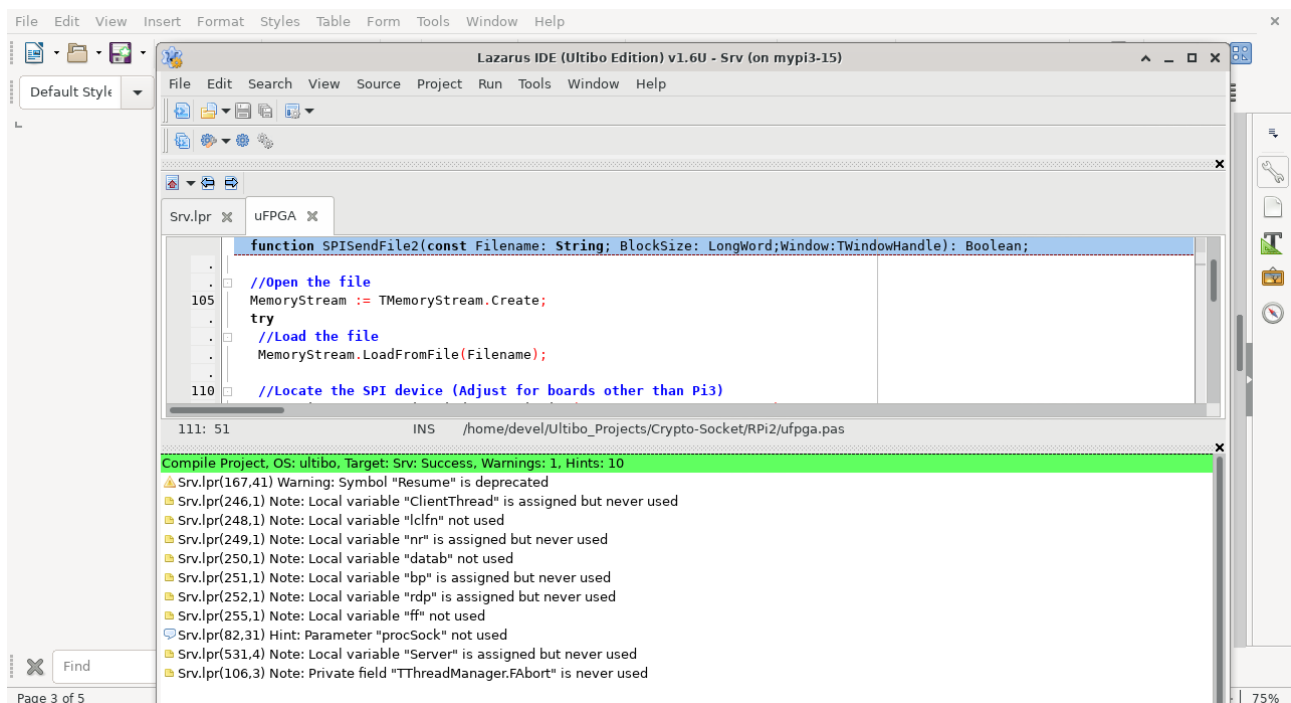 File Edit View Insert Format Styles Table Form Tools Window Help
Lazarus IDE (Ultibo Edition) v1.6U - Srv (on mypi3-15)
Default Style
File Edit Search View Source Project Run Tools Window Help
Srv.lpr uFPGA
function SPISendFile2(const Filename: String; BlockSize: LongWord;Window:TWindowHandle): Boolean;
.
. //Open the file
105 MemoryStream := TMemoryStream.Create;
. try
. //Load the file
. MemoryStream.LoadFromFile(Filename);
.
110 //Locate the SPI device (Adjust for boards other than Pi3)
111: 51 INS /home/devel/Ultibo_Projects/Crypto-Socket/RPi2/ufpga.pas
Compile Project, OS: ultibo, Target: Srv: Success, Warnings: 1, Hints: 10
Srv.lpr(167,41) Warning: Symbol "Resume" is deprecated
Srv.lpr(246,1) Note: Local variable "ClientThread" is assigned but never used
Srv.lpr(248,1) Note: Local variable "lclfn" not used
Srv.lpr(249,1) Note: Local variable "nr" is assigned but never used
Srv.lpr(250,1) Note: Local variable "datab" not used
Srv.lpr(251,1) Note: Local variable "bp" is assigned but never used
Srv.lpr(252,1) Note: Local variable "rdp" is assigned but never used
Srv.lpr(255,1) Note: Local variable "ff" not used
Srv.lpr(82,31) Hint: Parameter "procSock" not used
Srv.lpr(531,4) Note: Local variable "Server" is assigned but never used
Srv.lpr(106,3) Note: Private field "TThreadManager.FAbort" is never used
Find
Page 3 of 5 75%